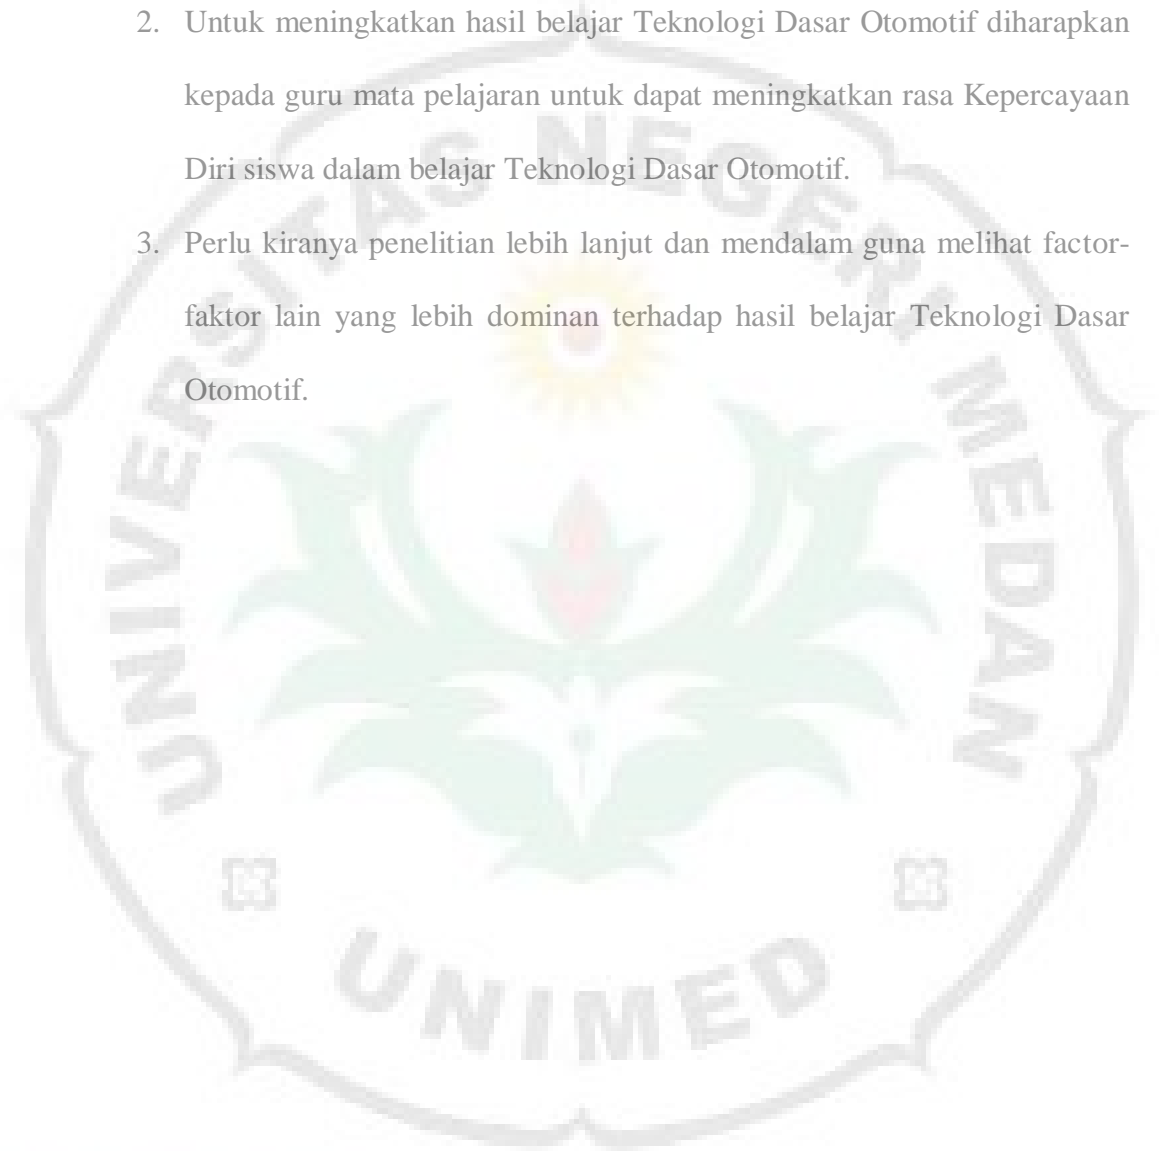 2. Untuk meningkatkan hasil belajar Teknologi Dasar Otomotif diharapkan
kepada guru mata pelajaran untuk dapat meningkatkan rasa Kepercayaan
Diri siswa dalam belajar Teknologi Dasar Otomotif.
3. Perlu kiranya penelitian lebih lanjut dan mendalam guna melihat factor-
faktor lain yang lebih dominan terhadap hasil belajar Teknologi Dasar
Otomotif.
UNIVERSITAS NEGERI MEDAN
UNIMED